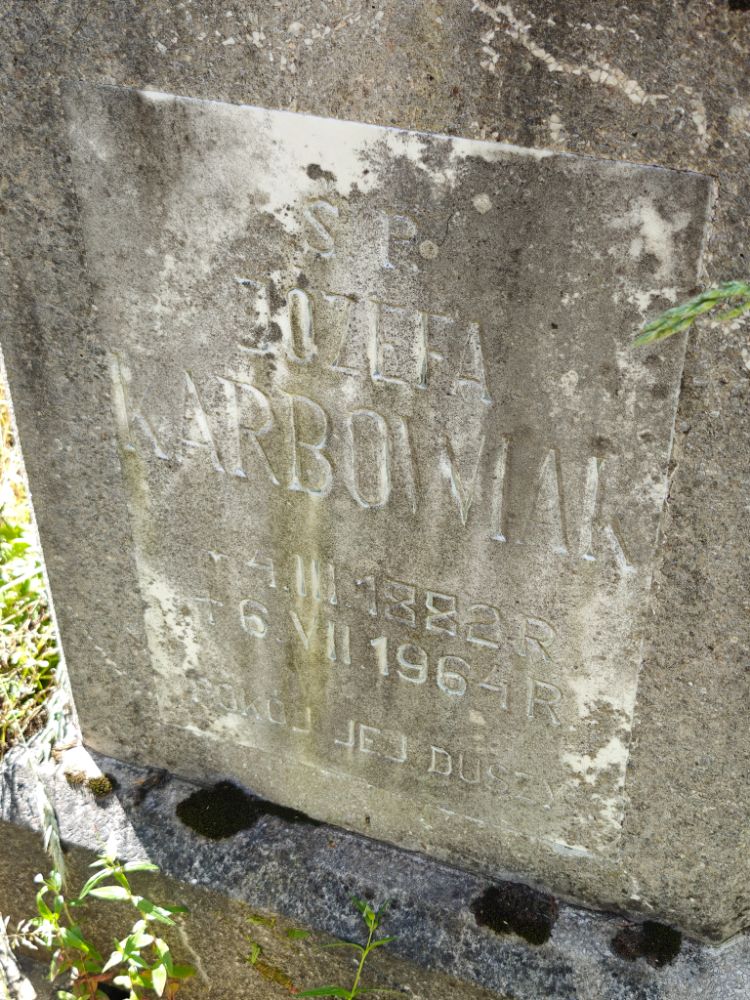 Ś P.
JÓZEFA
KARBOWIAK
* 4.III.1882 R
+ 6.VII.1964 R.
POKÓJ JEJ DUSZY